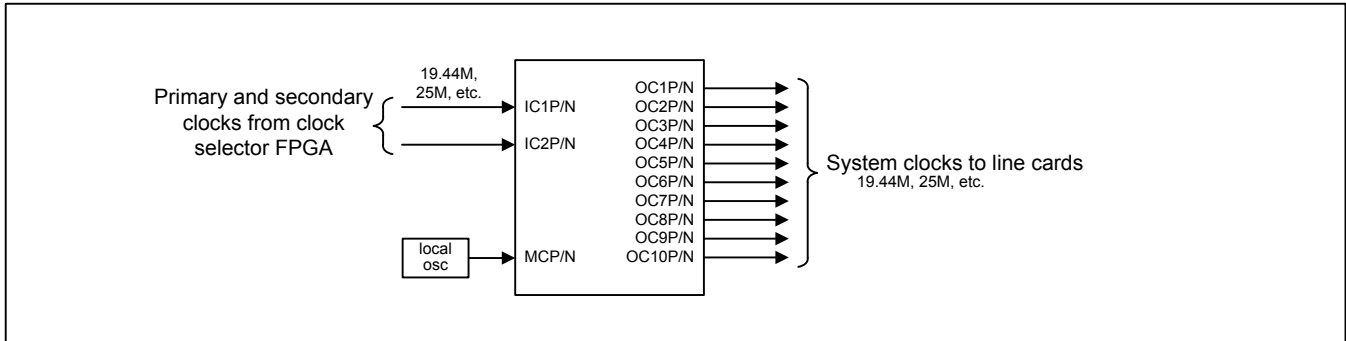 Primary and secondary
clocks from clock
selector FPGA
19.44M,
25M, etc.
IC1P/N
IC2P/N
local
osc
MCP/N
OC1P/N
OC2P/N
OC3P/N
OC4P/N
OC5P/N
OC6P/N
OC7P/N
OC8P/N
OC9P/N
OC10P/N
System clocks to line cards
19.44M, 25M, etc.